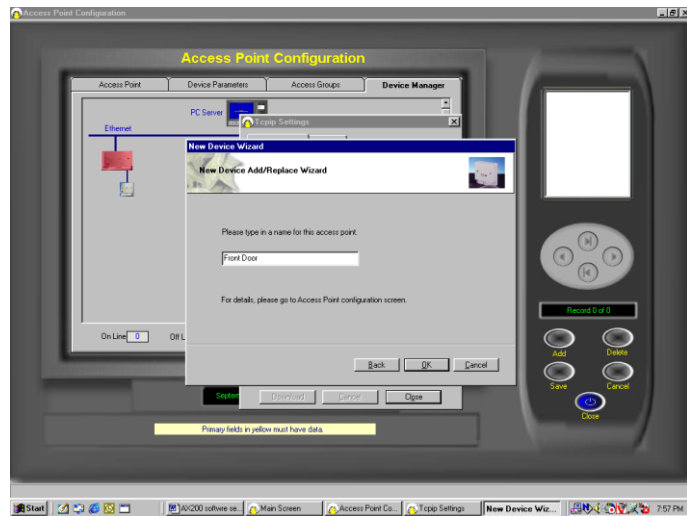 Access Point Configuration
Access Point Configuration
Access Point
Device Parameters
Access Groups
Device Manager
PC Server
Ethernet
Tcpip Settings
New Device Wizard
New Device Add/Replace Wizard
Please type in a name for this access point.
Front Door
For details, please go to Access Point configuration screen.
On Line 0
Off L
Back
OK
Cancel
Septem
Download
Cancel
Close
Primary fields in yellow must have data.
Record 0 of 0
Add
Delete
Save
Cancel
Close
Start
AX200 software se...
Main Screen
Access Point Co...
Tcpip Settings
New Device Wiz...
7:57 PM